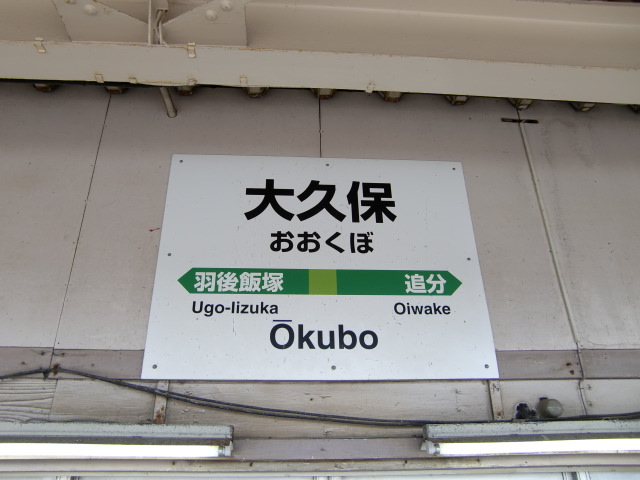 大久保
おおくぼ
羽後飯塚 追分
Ugo-Iizuka Oiwake
Ōkubo